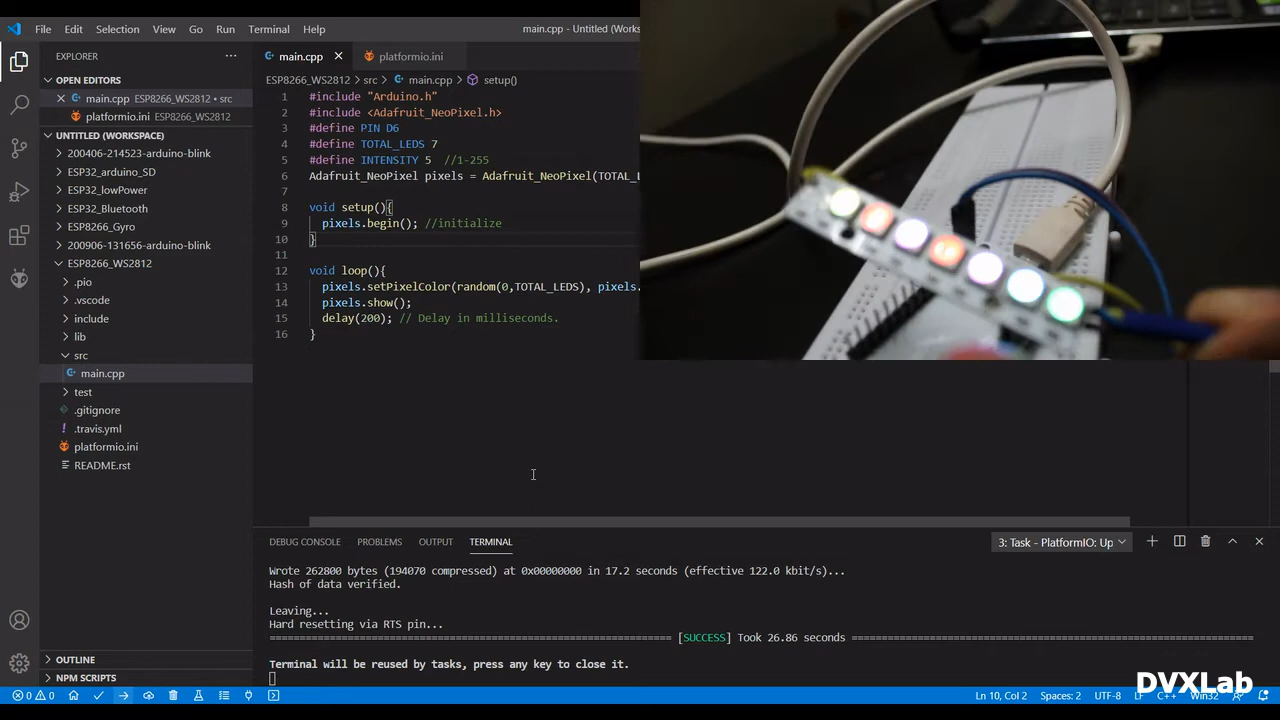 File Edit Selection View Go Run Terminal Help
main.cpp - Untitled (Works
EXPLORER
OPEN EDITORS
main.cpp ESP8266_WS2812 • src
platformio.ini ESP8266_WS2812
UNTITLED (WORKSPACE)
200406-214523-arduino-blink
ESP32_arduino_SD
ESP32_lowPower
ESP32_Bluetooth
ESP32_Gyro
200906-131656-arduino-blink
ESP8266_WS2812
.pio
.vscode
include
lib
src
main.cpp
test
.gitignore
.travis.yml
platformio.ini
README.rst
OUTLINE
NPM SCRIPTS
main.cpp platformio.ini
ESP8266_WS2812 > src > main.cpp > setup()
1 #include "Arduino.h"
2 #include <Adafruit_NeoPixel.h>
3 #define PIN D6
4 #define TOTAL_LEDS 7
5 #define INTENSITY 5 //1-255
6 Adafruit_NeoPixel pixels = Adafruit_NeoPixel(TOTAL_L
7
8 void setup(){
9 pixels.begin(); //initialize
10 }
11
12 void loop(){
13 pixels.setPixelColor(random(0,TOTAL_LEDS), pixels.
14 pixels.show();
15 delay(200); // Delay in milliseconds.
16 }
DEBUG CONSOLE PROBLEMS OUTPUT TERMINAL
3: Task - PlatformIO: Up
Wrote 262800 bytes (194070 compressed) at 0x00000000 in 17.2 seconds (effective 122.0 kbit/s)...
Hash of data verified.
Leaving...
Hard resetting via RTS pin...
[SUCCESS] Took 26.86 seconds
Terminal will be reused by tasks, press any key to close it.
0 0
Ln 10, Col 2 Spaces: 2 UTF-8 LF C++ Win32
DVXLab